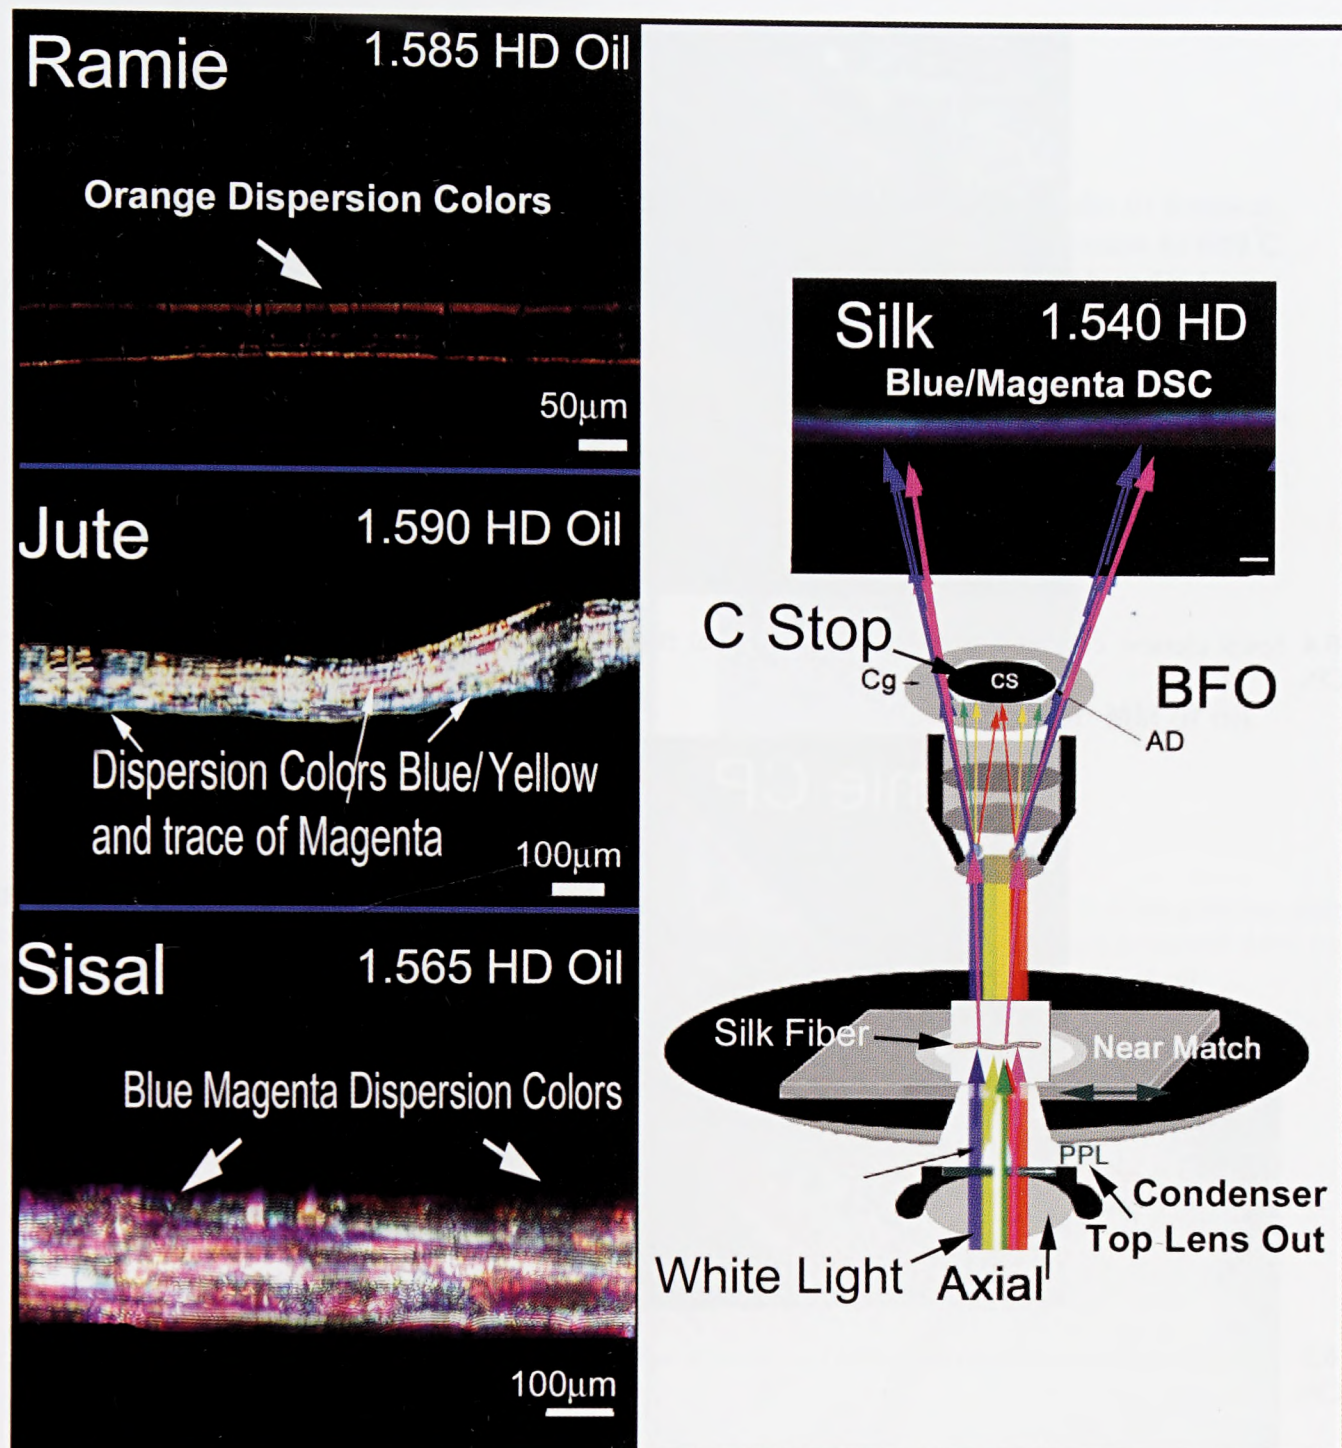 Ramie
1.585 HD Oil
Orange Dispersion Colors
50μm
Jute
1.590 HD Oil
Dispersion Colors Blue/Yellow
and trace of Magenta
100μm
Sisal
1.565 HD Oil
Blue Magenta Dispersion Colors
100μm
Silk
1.540 HD
Blue/Magenta DSC
C Stop
Cg
CS
BFO
AD
Silk Fiber
Near Match
PPL
Condenser
Top Lens Out
White Light
Axial